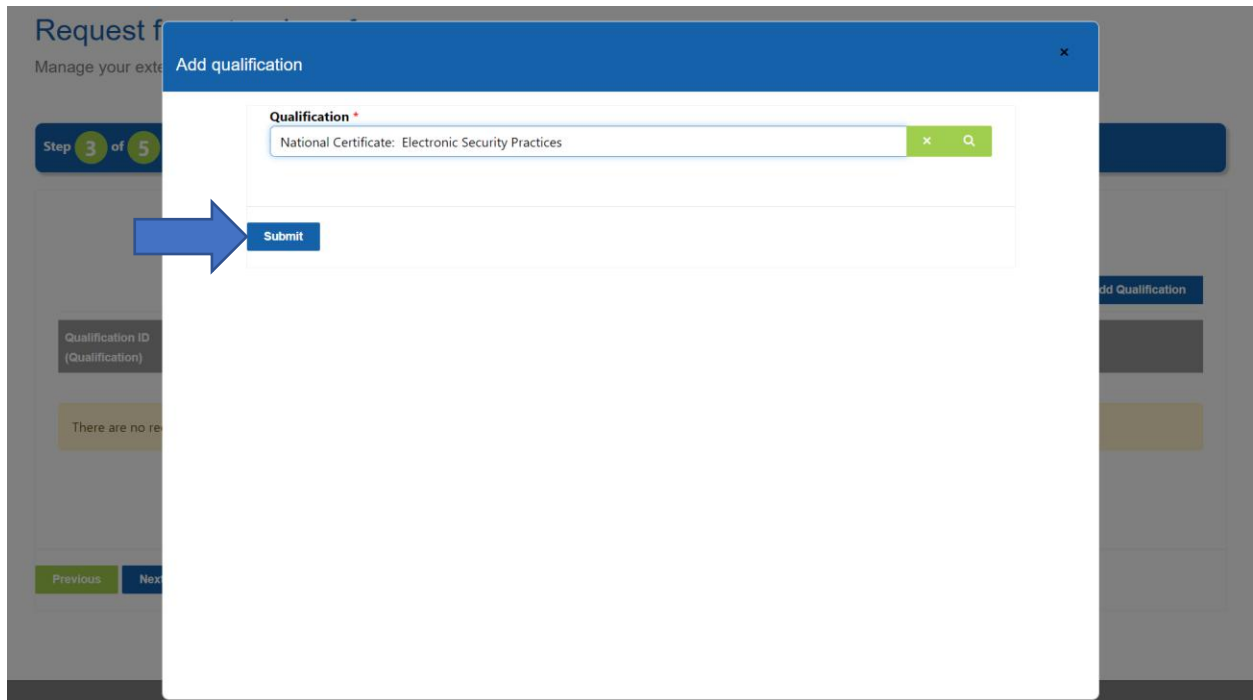 Request f
Manage your exte
Add qualification
×
Qualification *
National Certificate: Electronic Security Practices
×
Step 3 of 5
Submit
dd Qualification
Qualification ID
(Qualification)
There are no re
Previous
Next